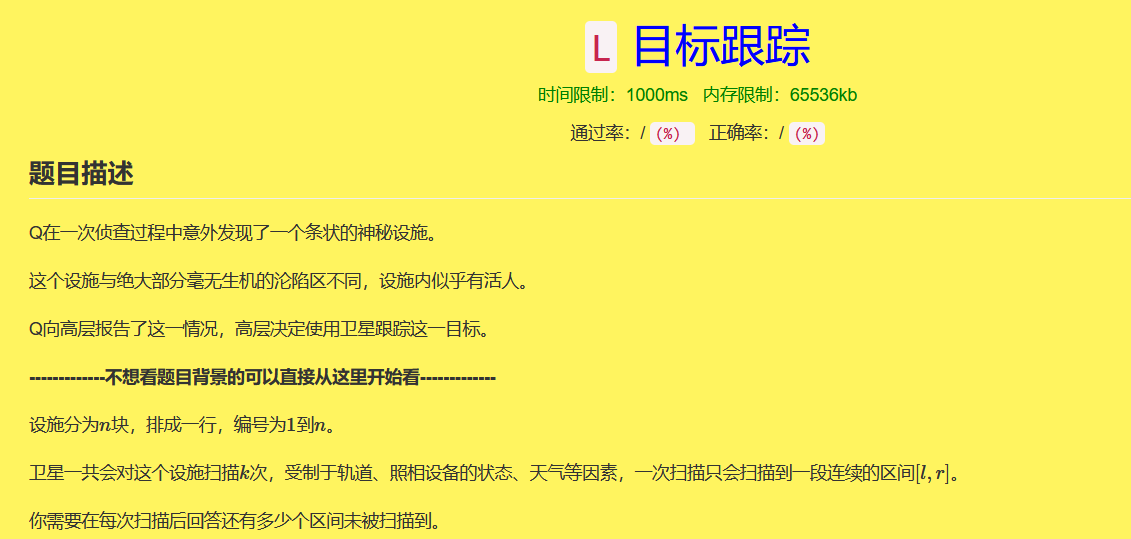 L 目标跟踪
时间限制：1000ms 内存限制：65536kb
通过率：/ (%) 正确率：/ (%)
题目描述
Q在一次侦查过程中意外发现了一个条状的神秘设施。
这个设施与绝大部分毫无生机的沦陷区不同，设施内似乎有活人。
Q向高层报告了这一情况，高层决定使用卫星跟踪这一目标。
-------------不想看题目背景的可以直接从这里开始看-------------
设施分为n块，排成一行，编号为1到n。
卫星一共会对这个设施扫描k次，受制于轨道、照相设备的状态、天气等因素，一次扫描只会扫描到一段连续的区间[l, r]。
你需要在每次扫描后回答还有多少个区间未被扫描到。